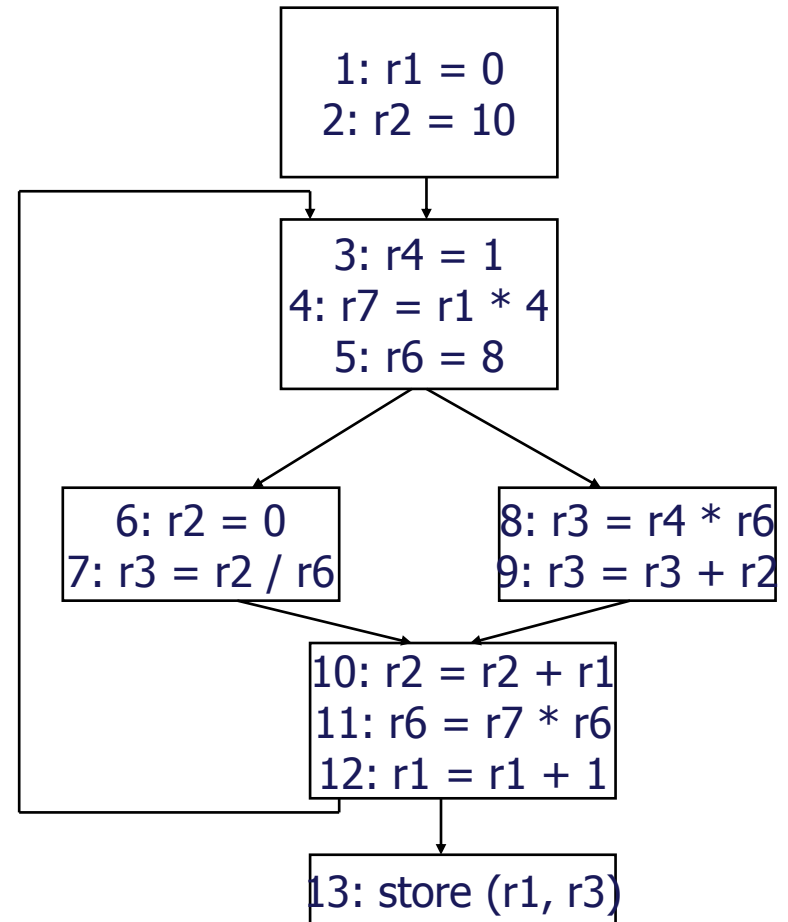 1: r1 = 0
2: r2 = 10
3: r4 = 1
4: r7 = r1 * 4
5: r6 = 8
6: r2 = 0
7: r3 = r2 / r6
8: r3 = r4 * r6
9: r3 = r3 + r2
10: r2 = r2 + r1
11: r6 = r7 * r6
12: r1 = r1 + 1
13: store (r1, r3)